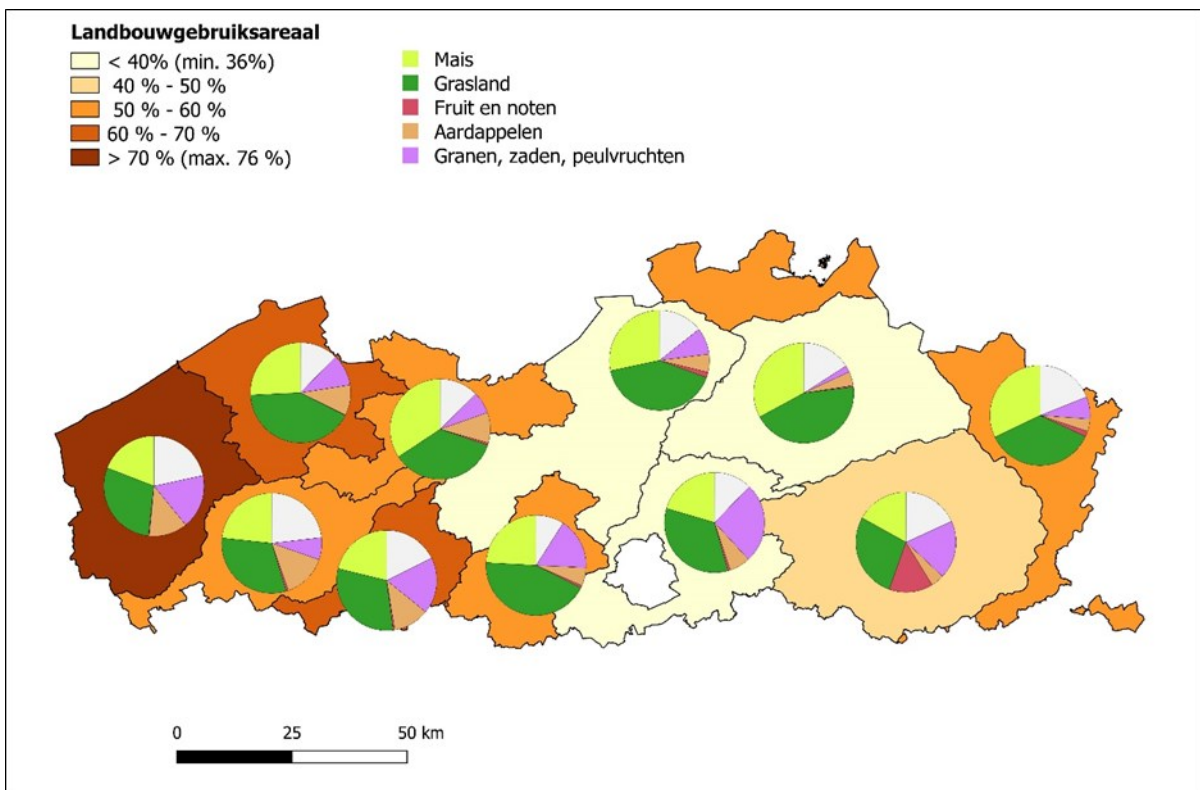 Landbouwgebruiksareaal
< 40% (min. 36%)
40 % - 50 %
50 % - 60 %
60 % - 70 %
> 70 % (max. 76 %)
Mais
Grasland
Fruit en noten
Aardappelen
Granen, zaden, peulvruchten
0 25 50 km